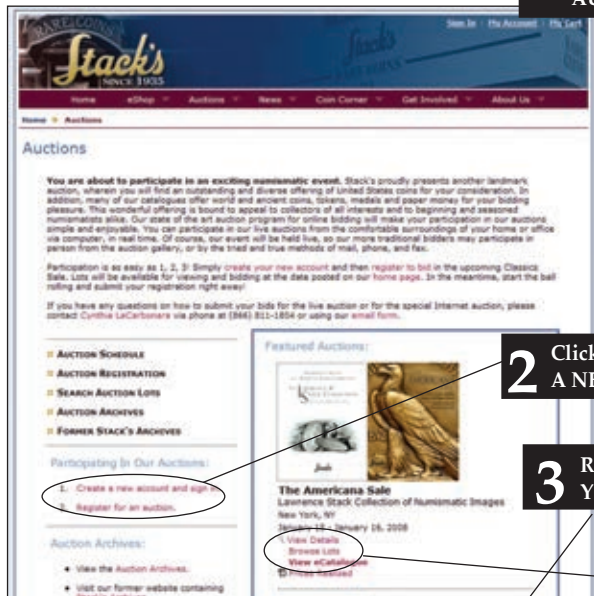 AU
RARE COINS
Stack's
SINCE 1935
Sign In | My Account | My Cart
Home eShop Auctions News Coin Corner Get Involved About Us
Home » Auctions
Auctions
You are about to participate in an exciting numismatic event. Stack's proudly presents another landmark
auction, wherein you will find an outstanding and diverse offering of United States coins for your consideration. In
addition, many of our catalogues offer world and ancient coins, tokens, medals and paper money for your bidding
pleasure. This wonderful offering is bound to appeal to collectors of all interests and to beginning and seasoned
numismatists alike. Our state of the art auction program for online bidding will make your participation in our auctions
simple and enjoyable. You can participate in our live auctions from the comfortable surroundings of your home or office
via computer, in real time. Of course, our event will be held live, so our more traditional bidders may participate in
person from the auction gallery, or by the tried and true methods of mail, phone, and fax.
Participation is as easy as 1, 2, 3! Simply create your new account and then register to bid in the upcoming Classics
Sale. Lots will be available for viewing and bidding at the date posted on our home page. In the meantime, start the ball
rolling and submit your registration right away!
If you have any questions on how to submit your bids for the live auction or for the special Internet auction, please
contact Cynthia LaCarbonara via phone at (866) 811-1804 or using our email form.
AUCTION SCHEDULE
AUCTION REGISTRATION
SEARCH AUCTION LOTS
AUCTION ARCHIVES
FORMER STACK'S ARCHIVES
Participating In Our Auctions:
1. Create a new account and sign in.
2. Register for an auction.
Auction Archives:
• View the Auction Archives.
• Visit our former website containing
Stack's Archives
Featured Auctions:
Stack's
The Americana Sale
Lawrence Stack Collection of Numismatic Images
New York, NY
January 15 - January 16, 2008
View Details
Browse Lots
View eCatalogue
Prices Realized
2 Click
A NE
3 R
Y